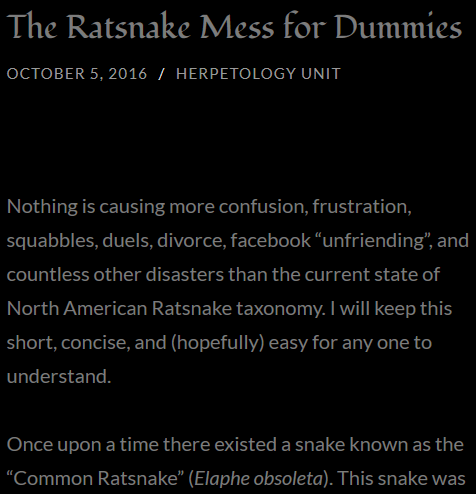 The Ratsnake Mess for Dummies
OCTOBER 5, 2016 / HERPETOLOGY UNIT
Nothing is causing more confusion, frustration,
squabbles, duels, divorce, facebook “unfriending”, and
countless other disasters than the current state of
North American Ratsnake taxonomy. I will keep this
short, concise, and (hopefully) easy for any one to
understand.
Once upon a time there existed a snake known as the
“Common Ratsnake” (Elaphe obsoleta). This snake was